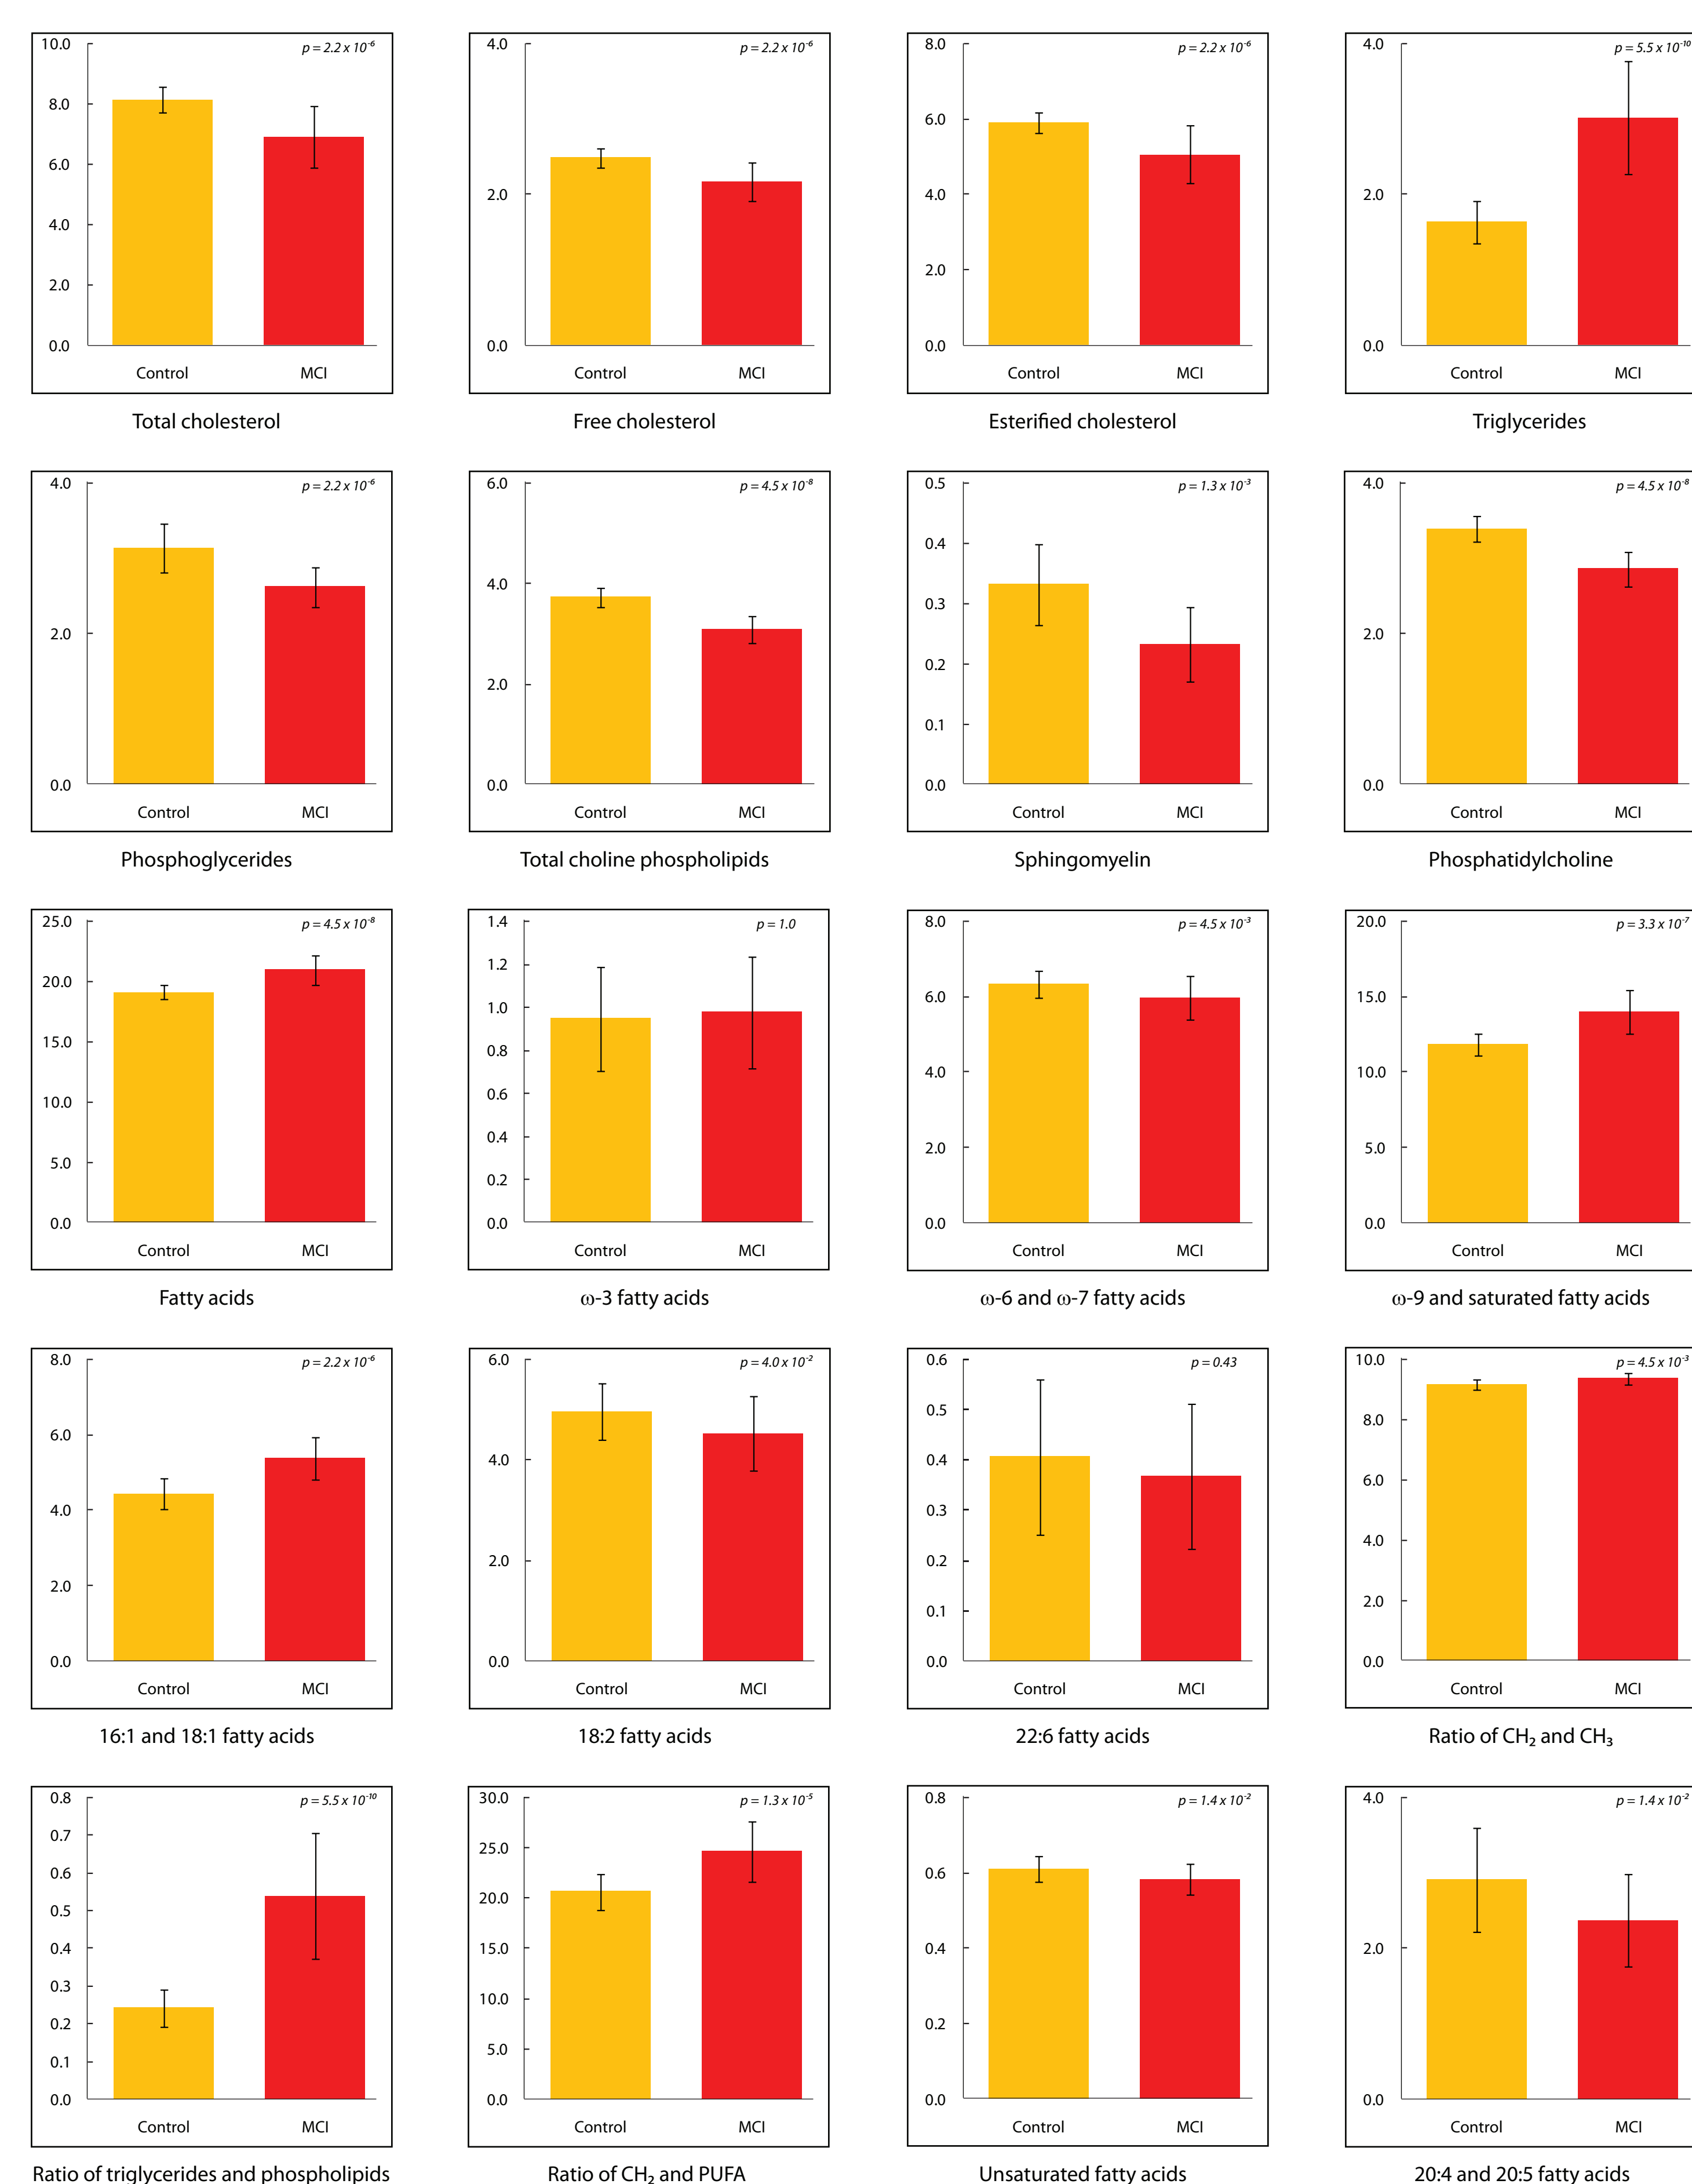 10.0
8.0
6.0
4.0
2.0
0.0
p = 2.2 x 10⁻⁶
Control MCI
Total cholesterol
4.0
2.0
0.0
p = 2.2 x 10⁻⁶
Control MCI
Free cholesterol
8.0
6.0
4.0
2.0
0.0
p = 2.2 x 10⁻⁶
Control MCI
Esterified cholesterol
4.0
2.0
0.0
p = 5.5 x 10⁻¹⁰
Control MCI
Triglycerides
4.0
2.0
0.0
p = 2.2 x 10⁻⁶
Control MCI
Phosphoglycerides
6.0
4.0
2.0
0.0
p = 4.5 x 10⁻⁸
Control MCI
Total choline phospholipids
0.5
0.4
0.3
0.2
0.1
0.0
p = 1.3 x 10⁻³
Control MCI
Sphingomyelin
4.0
2.0
0.0
p = 4.5 x 10⁻⁸
Control MCI
Phosphatidylcholine
25.0
20.0
15.0
10.0
5.0
0.0
p = 4.5 x 10⁻⁸
Control MCI
Fatty acids
1.4
1.2
1.0
0.8
0.6
0.4
0.2
0.0
p = 1.0
Control MCI
ω-3 fatty acids
8.0
6.0
4.0
2.0
0.0
p = 4.5 x 10⁻³
Control MCI
ω-6 and ω-7 fatty acids
20.0
15.0
10.0
5.0
0.0
p = 3.3 x 10⁻⁷
Control MCI
ω-9 and saturated fatty acids
8.0
6.0
4.0
2.0
0.0
p = 2.2 x 10⁻⁶
Control MCI
16:1 and 18:1 fatty acids
6.0
4.0
2.0
0.0
p = 4.0 x 10⁻²
Control MCI
18:2 fatty acids
0.6
0.5
0.4
0.3
0.2
0.1
0.0
p = 0.43
Control MCI
22:6 fatty acids
10.0
8.0
6.0
4.0
2.0
0.0
p = 4.5 x 10⁻³
Control MCI
Ratio of CH₂ and CH₃
0.8
0.7
0.6
0.5
0.4
0.3
0.2
0.1
0.0
p = 5.5 x 10⁻¹⁰
Control MCI
Ratio of triglycerides and phospholipids
30.0
25.0
20.0
15.0
10.0
5.0
0.0
p = 1.3 x 10⁻⁵
Control MCI
Ratio of CH₂ and PUFA
0.8
0.6
0.4
0.2
0.0
p = 1.4 x 10⁻²
Control MCI
Unsaturated fatty acids
4.0
2.0
0.0
p = 1.4 x 10⁻²
Control MCI
20:4 and 20:5 fatty acids